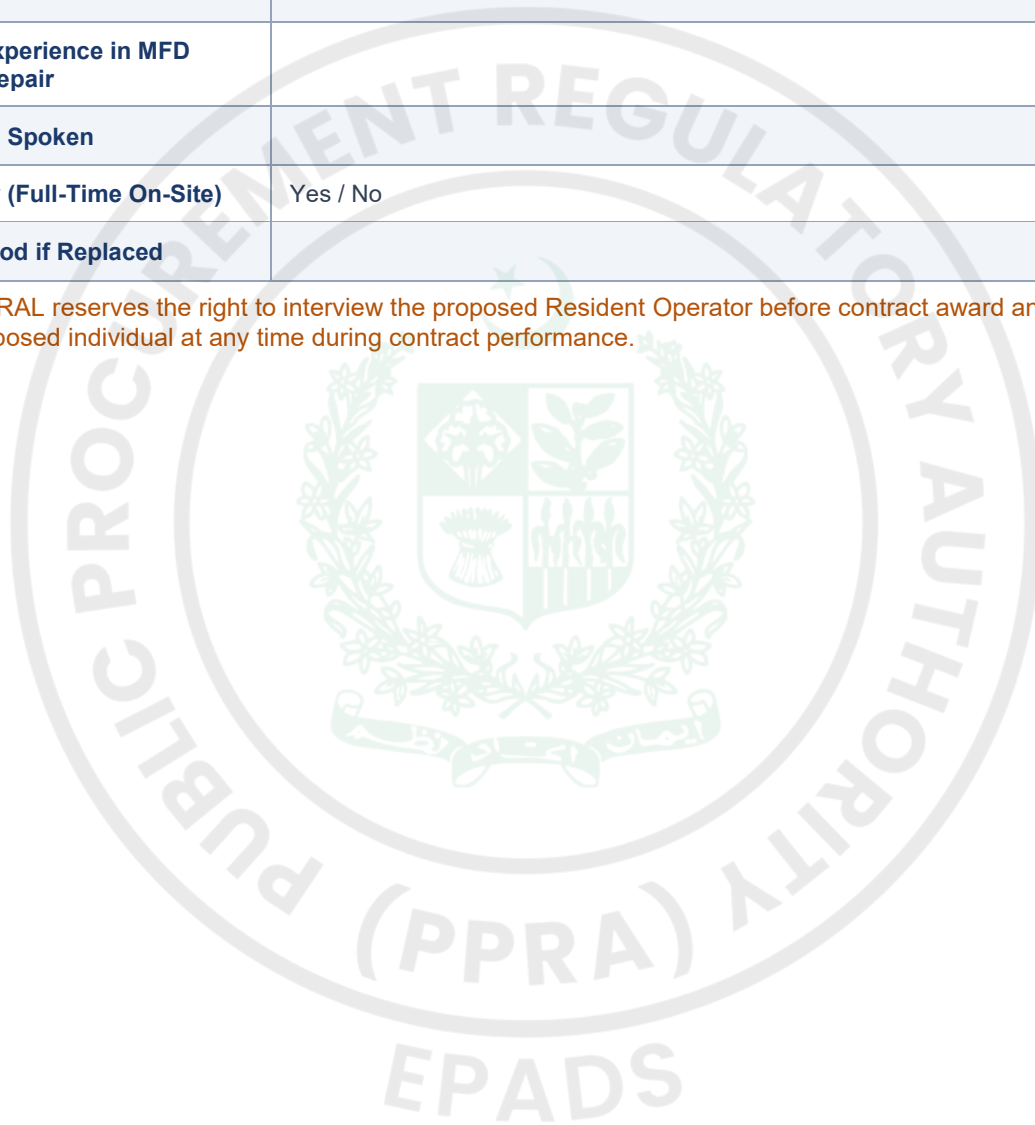 xperience in MFD
epair
Spoken
(Full-Time On-Site) Yes / No
od if Replaced
RAL reserves the right to interview the proposed Resident Operator before contract award an
posed individual at any time during contract performance.
PUBLIC PROCUREMENT REGULATORY AUTHORITY
(PPRA)
EPADS